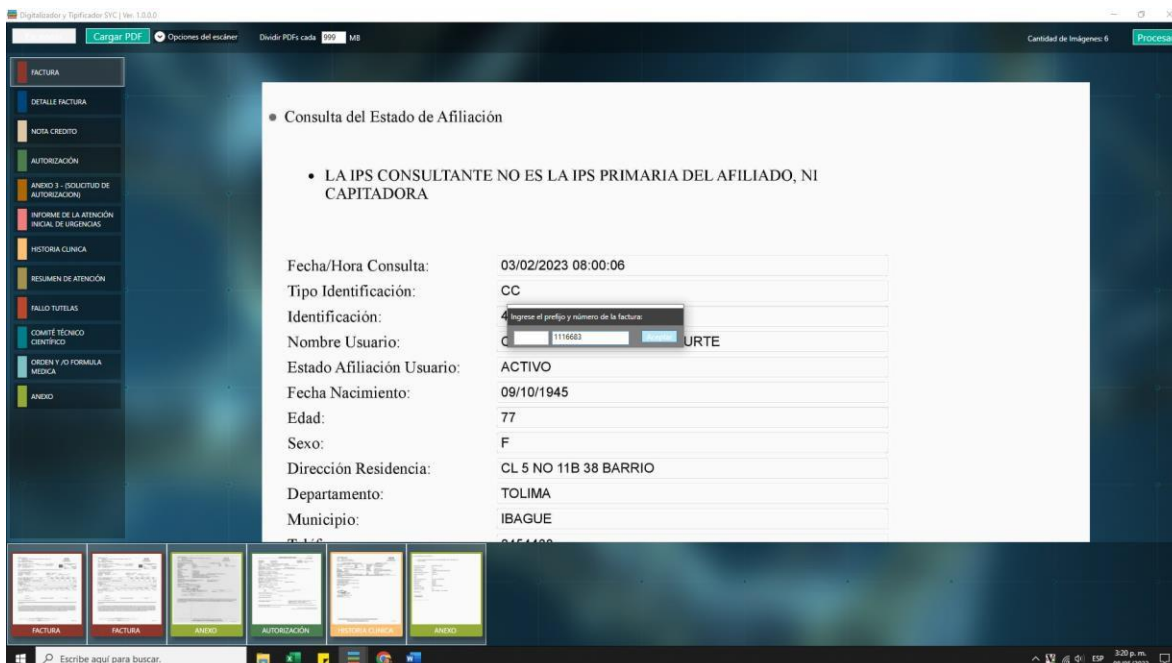 Digitalizador y Tipificador SYC | Ver. 1.0.0.0
Cargar PDF
Opciones del escáner
Dividir PDFs cada 999 MB
Cantidad de Imágenes: 6
Procesa
FACTURA
DETALLE FACTURA
NOTA CREDITO
AUTORIZACIÓN
ANEXO 3 - (SOLICITUD DE
AUTORIZACION)
INFORME DE LA ATENCIÓN
INICIAL DE URGENCIAS
HISTORIA CLINICA
RESUMEN DE ATENCIÓN
FALLO TUTELAS
COMITÉ TÉCNICO
CIENTÍFICO
ORDEN Y /O FORMULA
MEDICA
ANEXO
Consulta del Estado de Afiliación
• LA IPS CONSULTANTE NO ES LA IPS PRIMARIA DEL AFILIADO, NI
CAPITADORA
Fecha/Hora Consulta: 03/02/2023 08:00:06
Tipo Identificación: CC
Identificación: 4
Nombre Usuario: URTE
Ingrese el prefijo y número de la factura:
1116683
Aceptar
Estado Afiliación Usuario: ACTIVO
Fecha Nacimiento: 09/10/1945
Edad: 77
Sexo: F
Dirección Residencia: CL 5 NO 11B 38 BARRIO
Departamento: TOLIMA
Municipio: IBAGUE
FACTURA
FACTURA
ANEXO
AUTORIZACIÓN
HISTORIA CLINICA
ANEXO
Escribe aquí para buscar.
ESP
3:20 p. m.